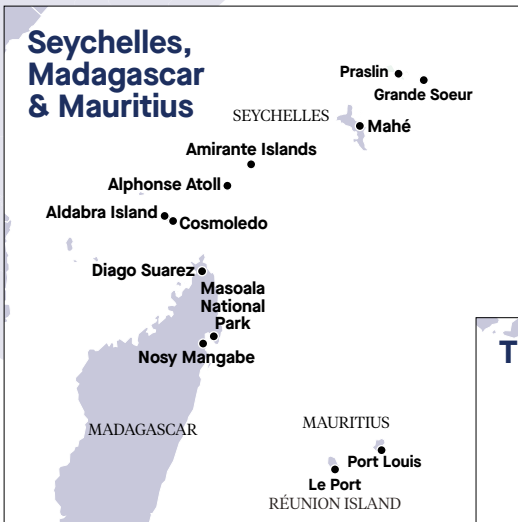 Seychelles,
Madagascar
& Mauritius
Praslin
Grande Soeur
SEYCHELLES
Mahé
Amirante Islands
Alphonse Atoll
Aldabra Island
Cosmoledo
Diago Suarez
Masoala
National
Park
Nosy Mangabe
T
MADAGASCAR
MAURITIUS
Port Louis
Le Port
RÉUNION ISLAND